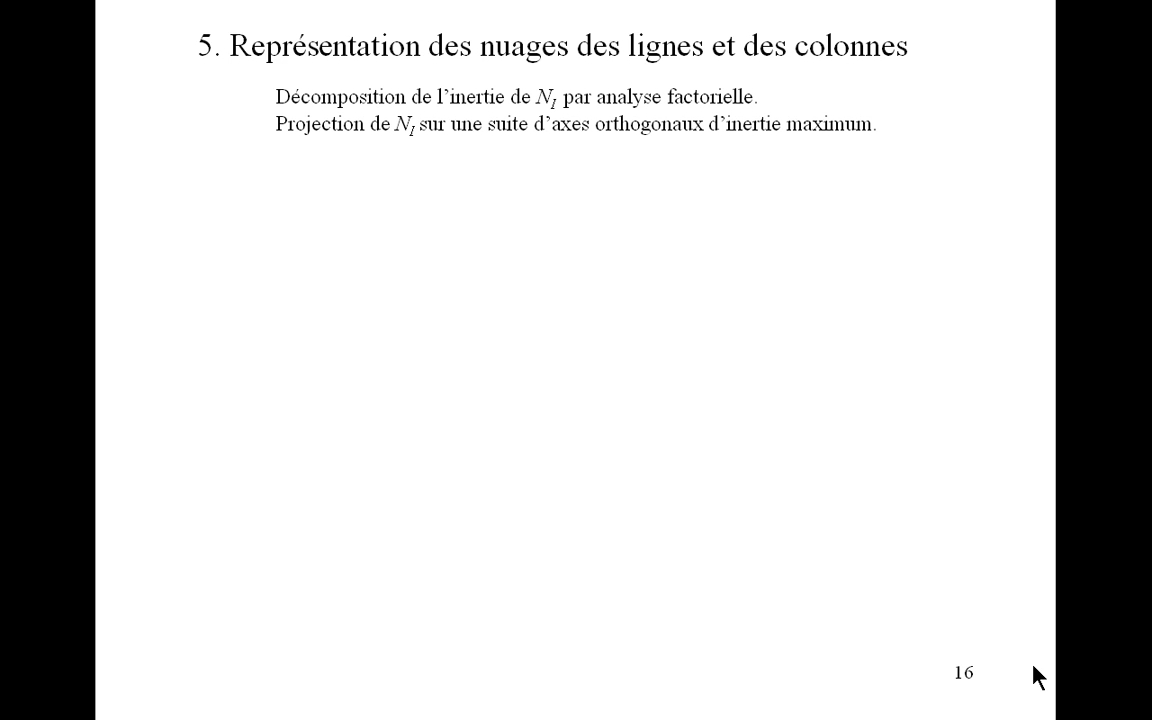 5. Représentation des nuages des lignes et des colonnes
Décomposition de l’inertie de N_I par analyse factorielle.
Projection de N_I sur une suite d’axes orthogonaux d’inertie maximum.
16